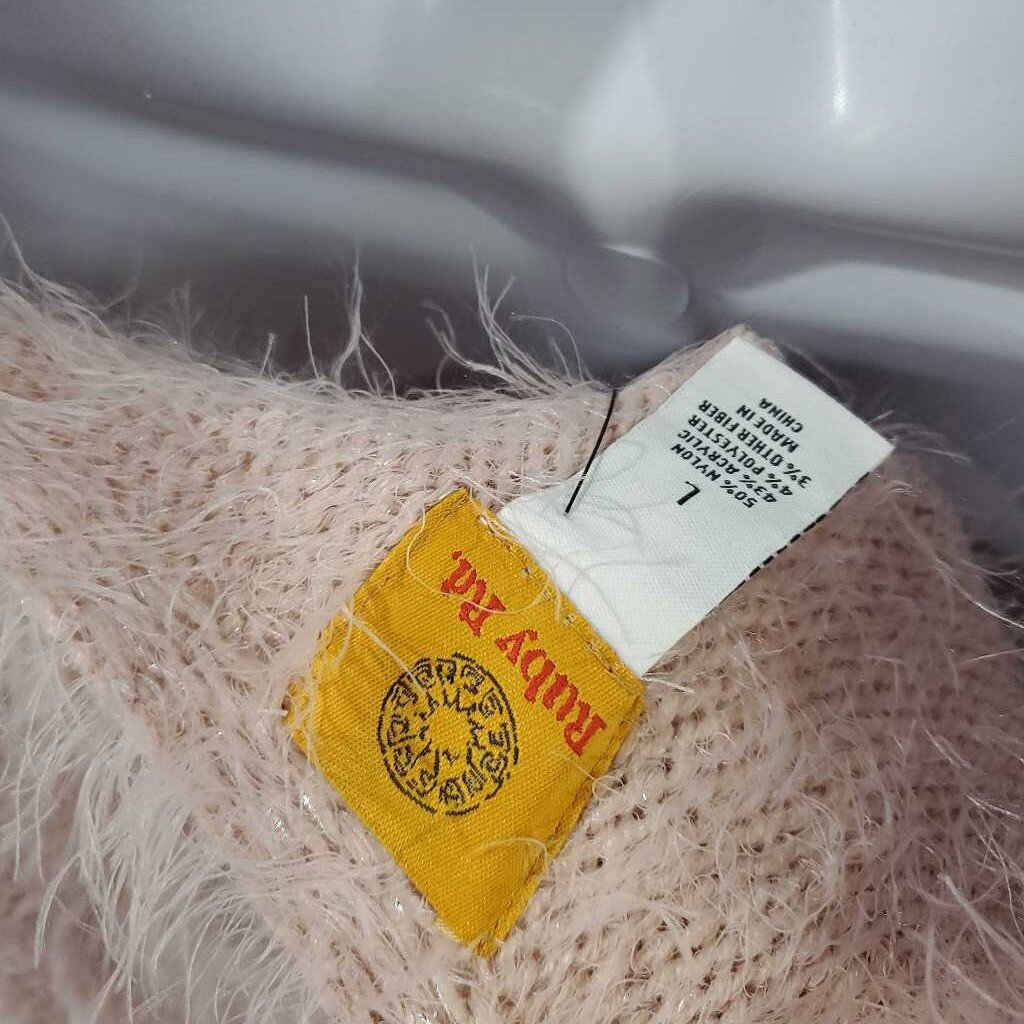 Ruby Rd.
L
50% NYLON
43% ACRYLIC
4% POLYESTER
3% OTHER FIBER
MADE IN
CHINA